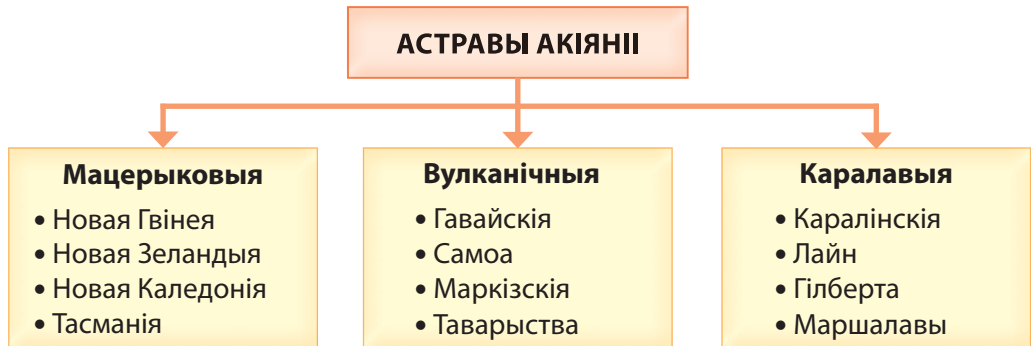 АСТРАВЫ АКІЯНІІ
Мацерыковыя
• Новая Гвінея
• Новая Зеландыя
• Новая Каледонія
• Тасманія
Вулканічныя
• Гавайскія
• Самоа
• Маркізскія
• Таварыства
Каралавыя
• Каралінскія
• Лайн
• Гілберта
• Маршалавы